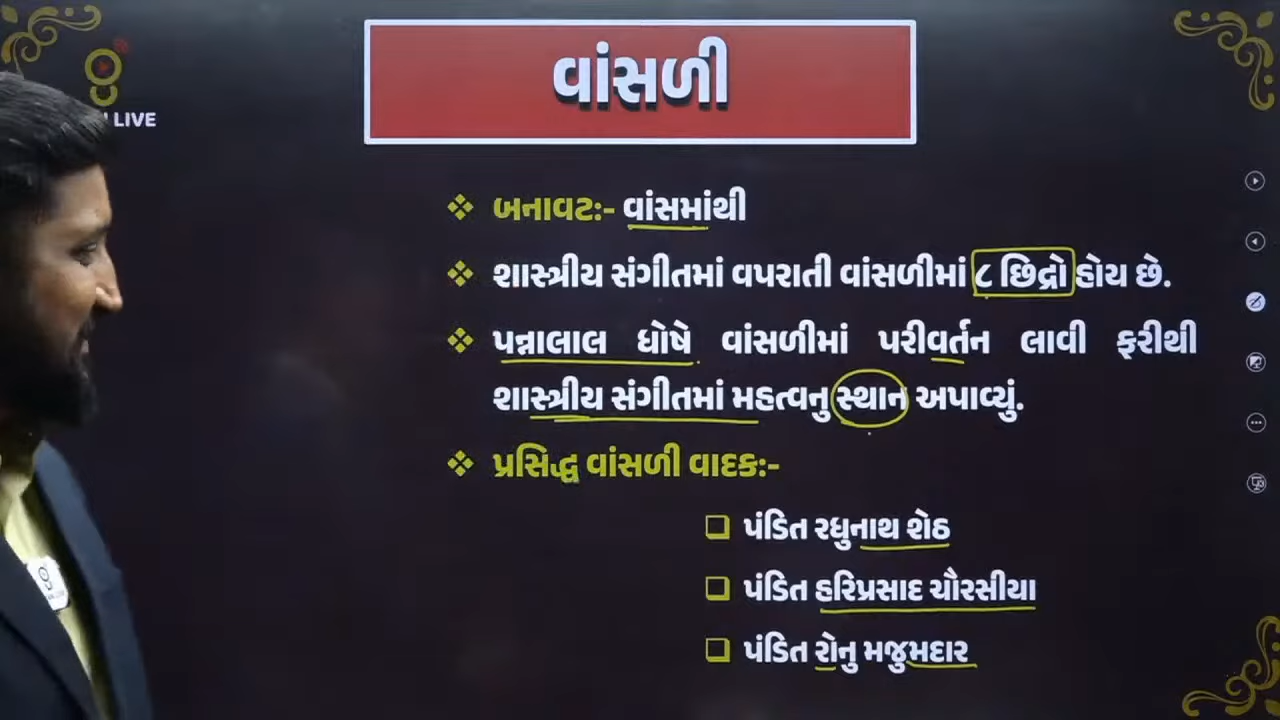 LIVE
વાંસળી
❖ બનાવટઃ- વાંસમાંથી
❖ શાસ્ત્રીય સંગીતમાં વપરાતી વાંસળીમાં ૮ છિદ્રો હોય છે.
❖ પન્નાલાલ ઘોષે વાંસળીમાં પરીવર્તન લાવી ફરીથી
શાસ્ત્રીય સંગીતમાં મહત્વનુ સ્થાન અપાવ્યું.
❖ પ્રસિદ્ધ વાંસળી વાદકઃ-
❑ પંડિત રઘુનાથ શેઠ
❑ પંડિત હરિપ્રસાદ ચૌરસીયા
❑ પંડિત રોનુ મજુમદાર